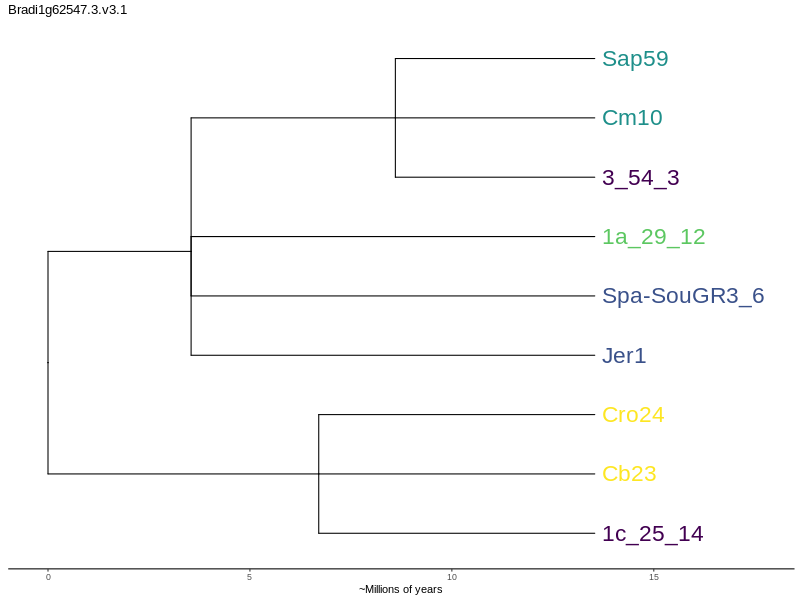 Bradi1g62547.3.v3.1
Sap59
Cm10
3_54_3
1a_29_12
Spa-SouGR3_6
Jer1
Cro24
Cb23
1c_25_14
0 5 10 15
~Millions of years